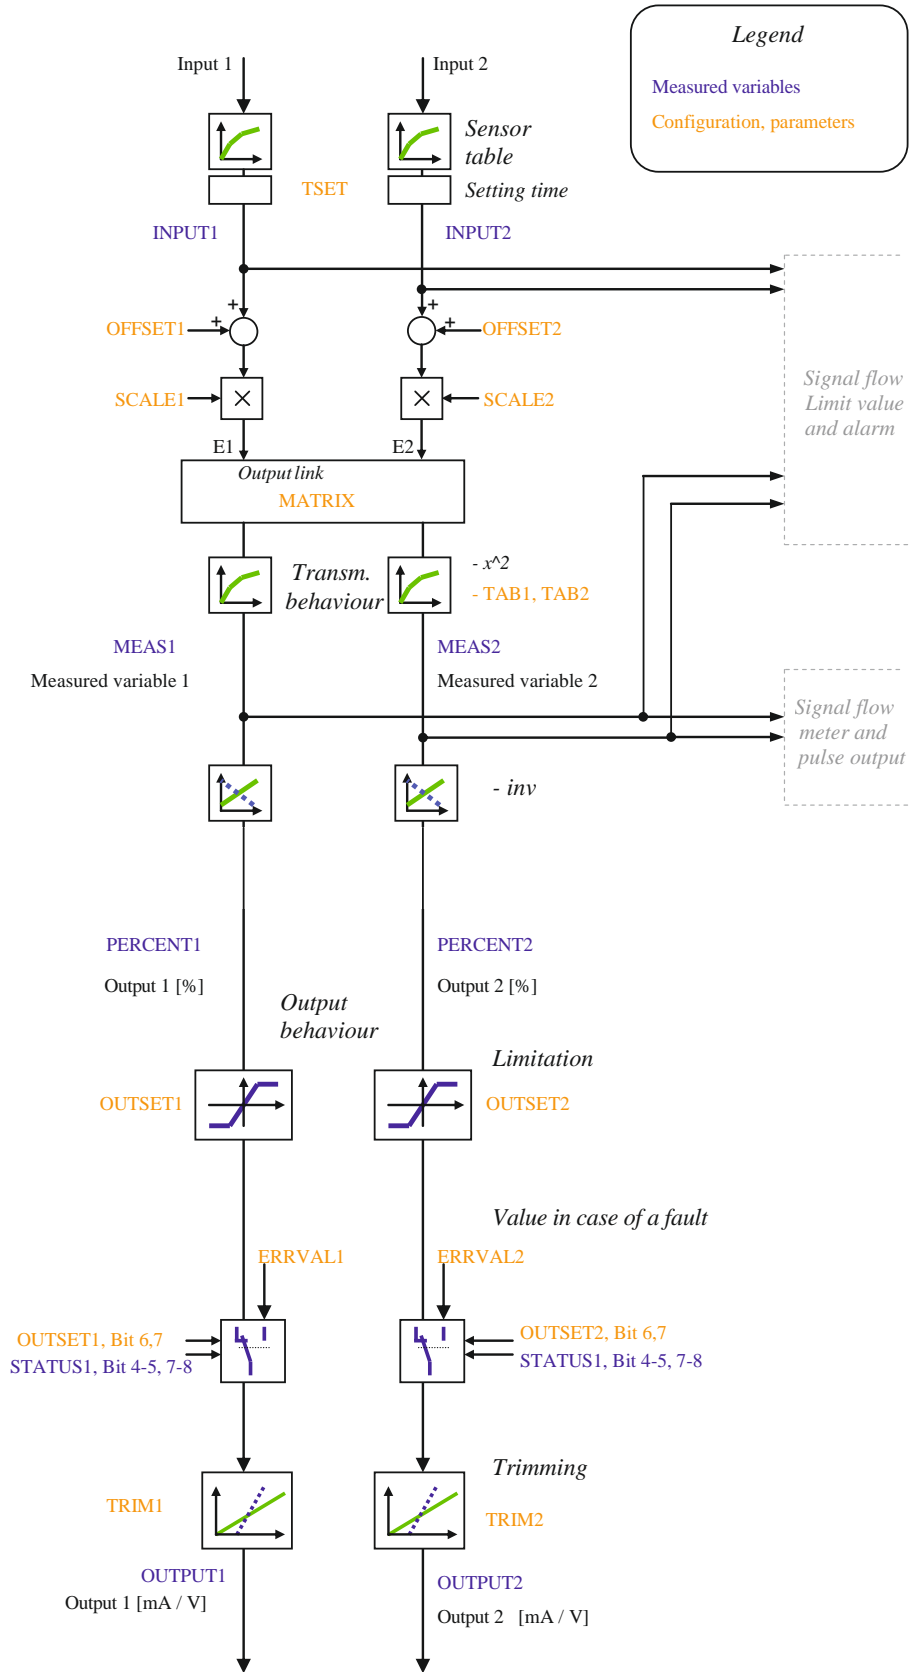 Legend
Measured variables
Configuration, parameters
Input 1
Input 2
Sensor
table
TSET
Setting time
INPUT1
INPUT2
+
+
+
+
OFFSET1
OFFSET2
Signal flow
Limit value
and alarm
SCALE1
×
×
SCALE2
E1
E2
Output link
MATRIX
Transm.
behaviour
- x^2
- TAB1, TAB2
MEAS1
MEAS2
Measured variable 1
Measured variable 2
Signal flow
meter and
pulse output
- inv
PERCENT1
PERCENT2
Output 1 [%]
Output 2 [%]
Output
behaviour
Limitation
OUTSET1
OUTSET2
Value in case of a fault
ERRVAL1
ERRVAL2
OUTSET1, Bit 6,7
OUTSET2, Bit 6,7
STATUS1, Bit 4-5, 7-8
STATUS1, Bit 4-5, 7-8
Trimming
TRIM1
TRIM2
OUTPUT1
OUTPUT2
Output 1 [mA / V]
Output 2 [mA / V]